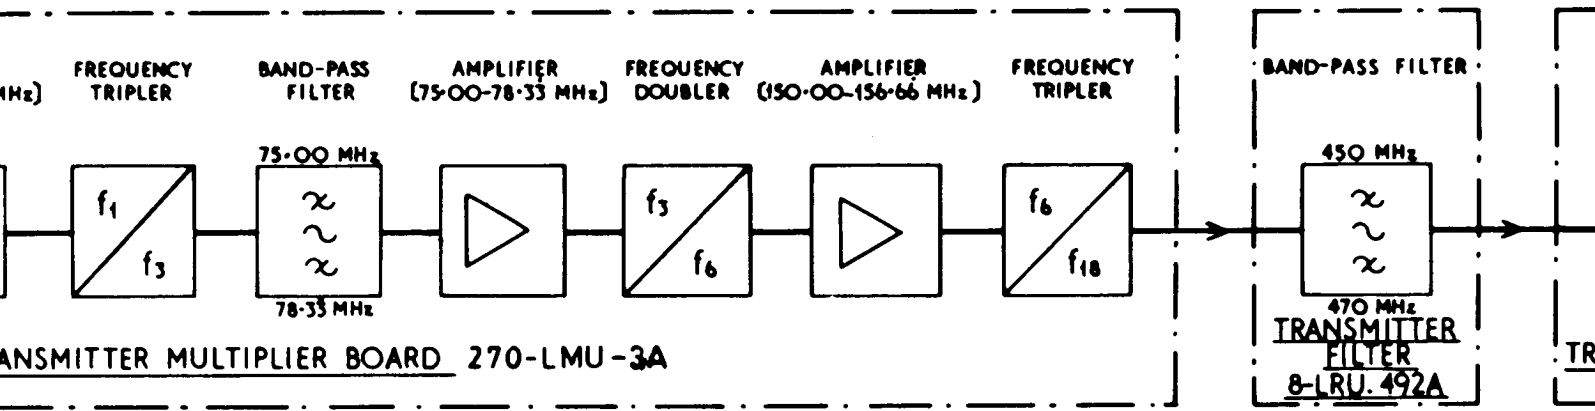 FREQUENCY
TRIPLER
BAND-PASS
FILTER
AMPLIFIER
(75·00-78·33 MHz)
FREQUENCY
DOUBLER
AMPLIFIER
(150·00-156·66 MHz)
FREQUENCY
TRIPLER
BAND-PASS FILTER
MHz)
f1
f3
75·00 MHz
78·33 MHz
f3
f6
f6
f18
450 MHz
470 MHz
TRANSMITTER
FILTER
8-LRU. 492A
ANSMITTER MULTIPLIER BOARD 270-LMU-3A
TR